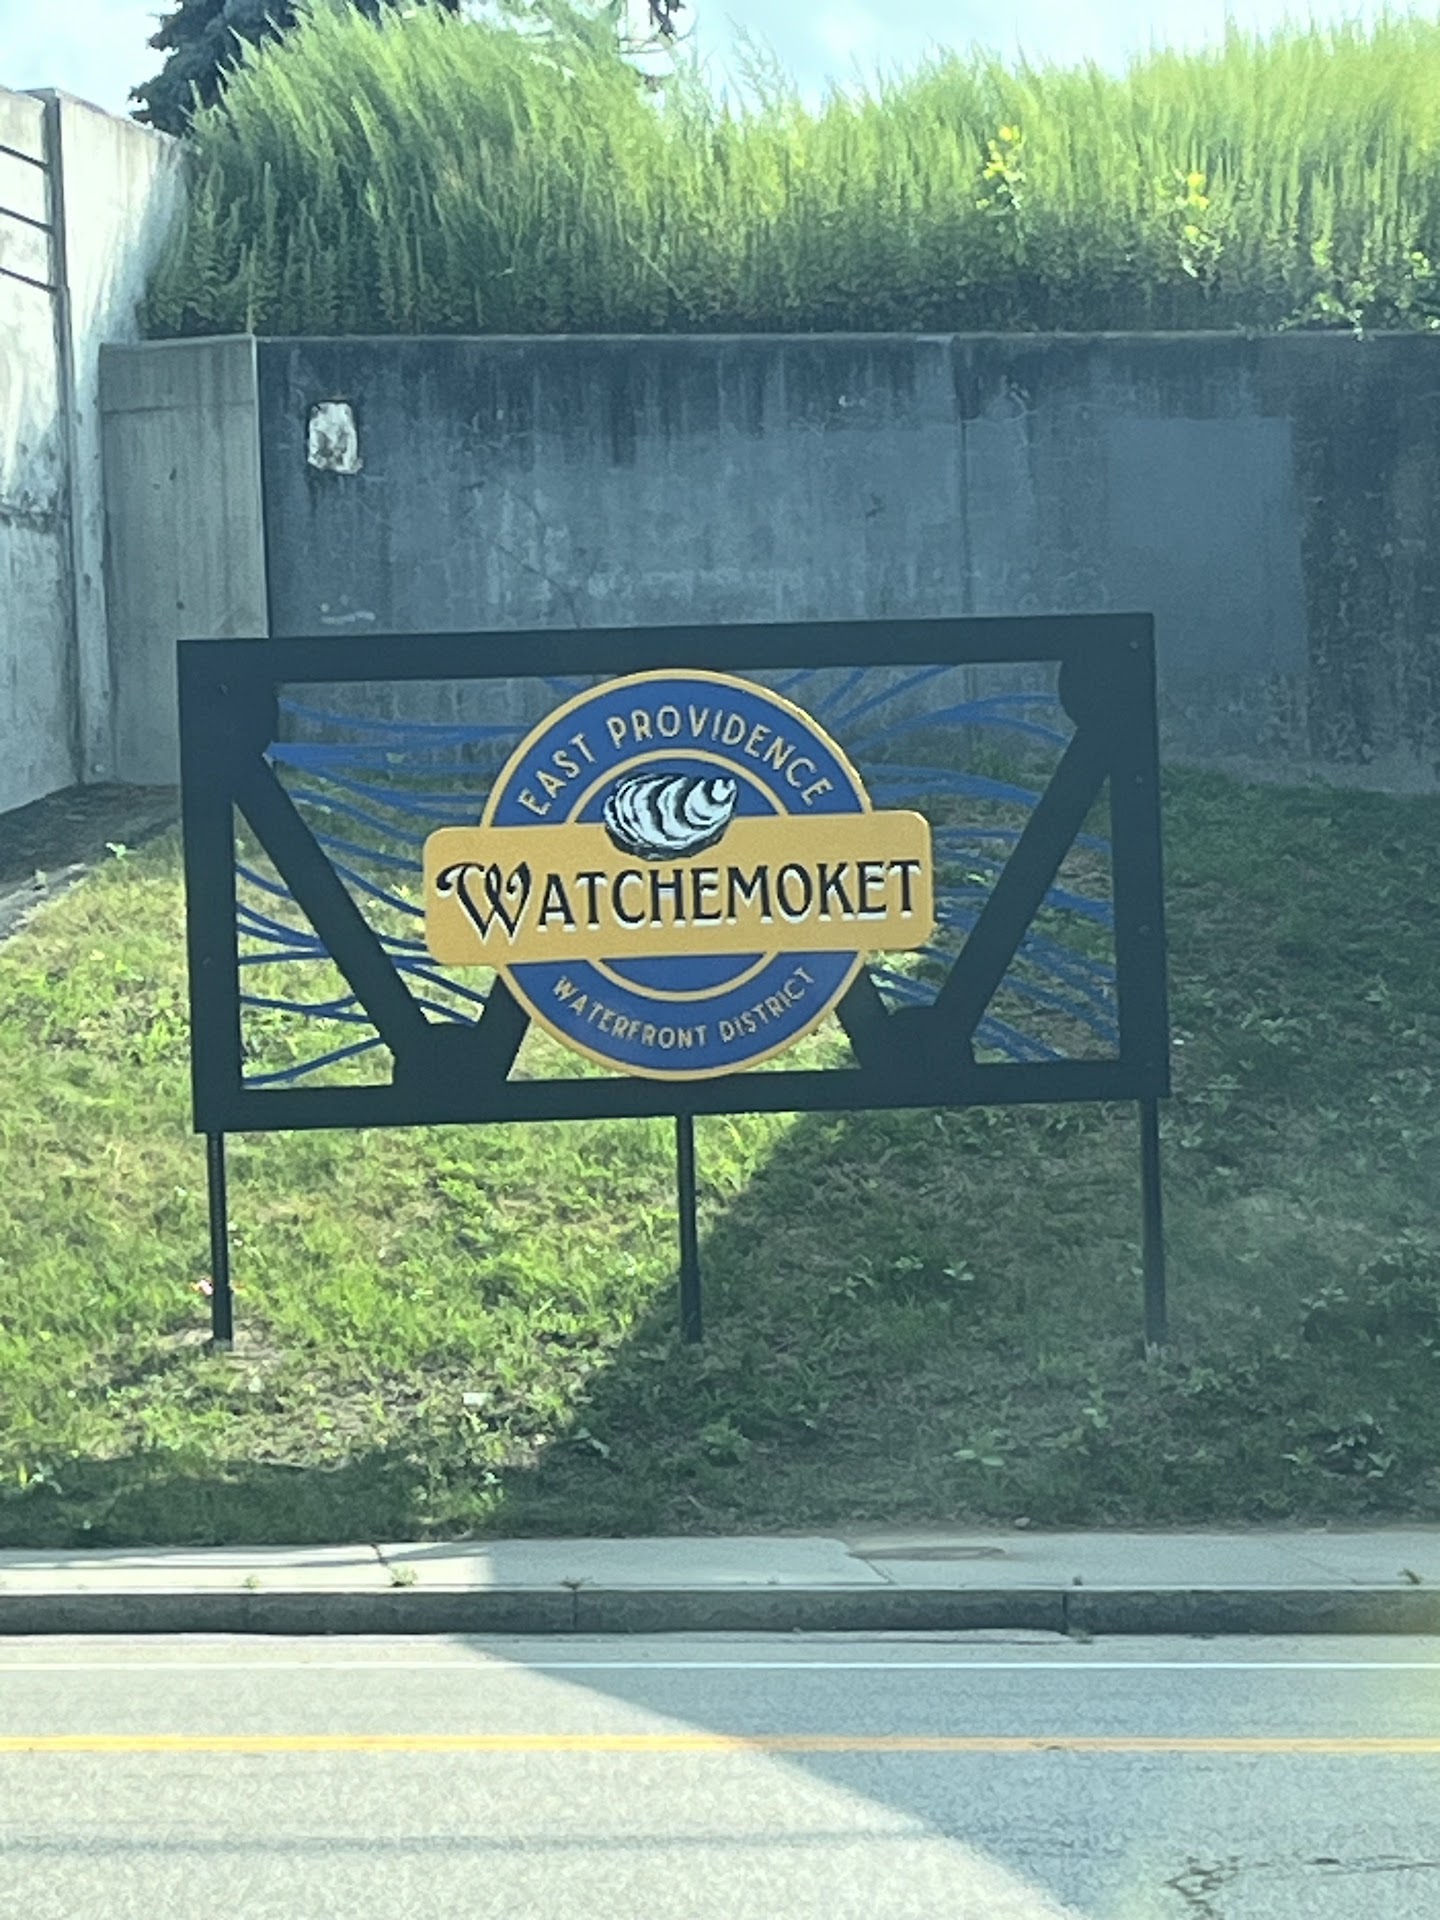 EAST PROVIDENCE
WATCHEMOKET
WATERFRONT DISTRICT